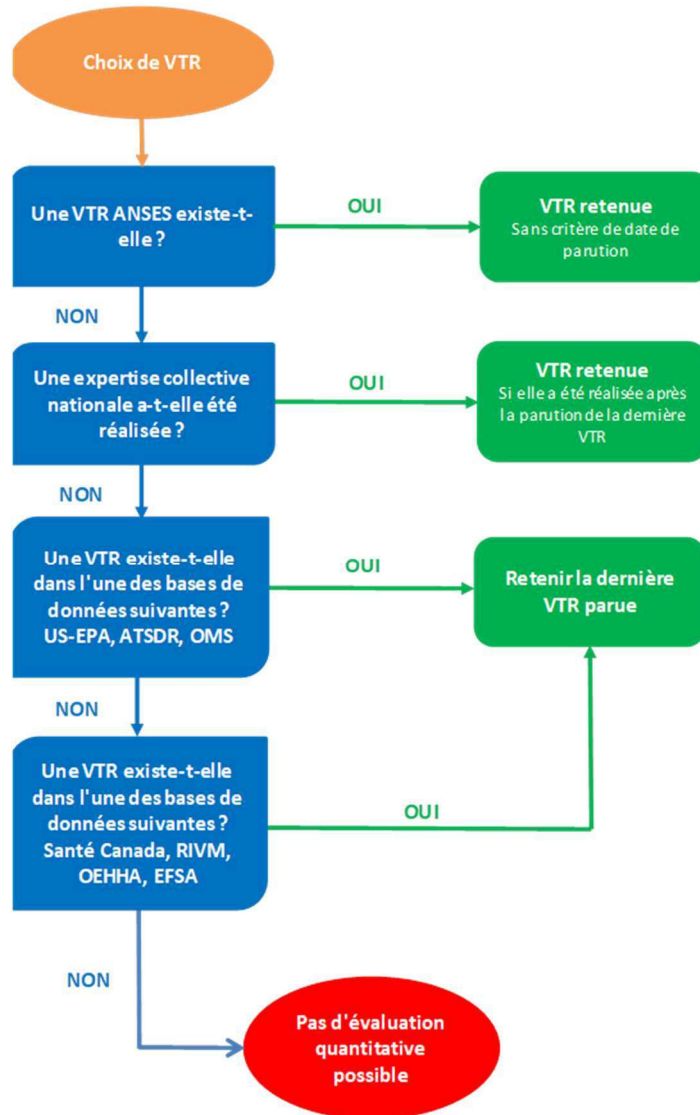 Choix de VTR
Une VTR ANSES existe-t-
elle ?
OUI
VTR retenue
Sans critère de date de
parution
NON
Une expertise collective
nationale a-t-elle été
réalisée ?
OUI
VTR retenue
Si elle a été réalisée après
la parution de la dernière
VTR
NON
Une VTR existe-t-elle
dans l'une des bases de
données suivantes ?
US-EPA, ATSDR, OMS
OUI
Retenir la dernière
VTR parue
NON
Une VTR existe-t-elle
dans l'une des bases de
données suivantes ?
Santé Canada, RIVM,
OEHHA, EFSA
OUI
NON
Pas d'évaluation
quantitative
possible